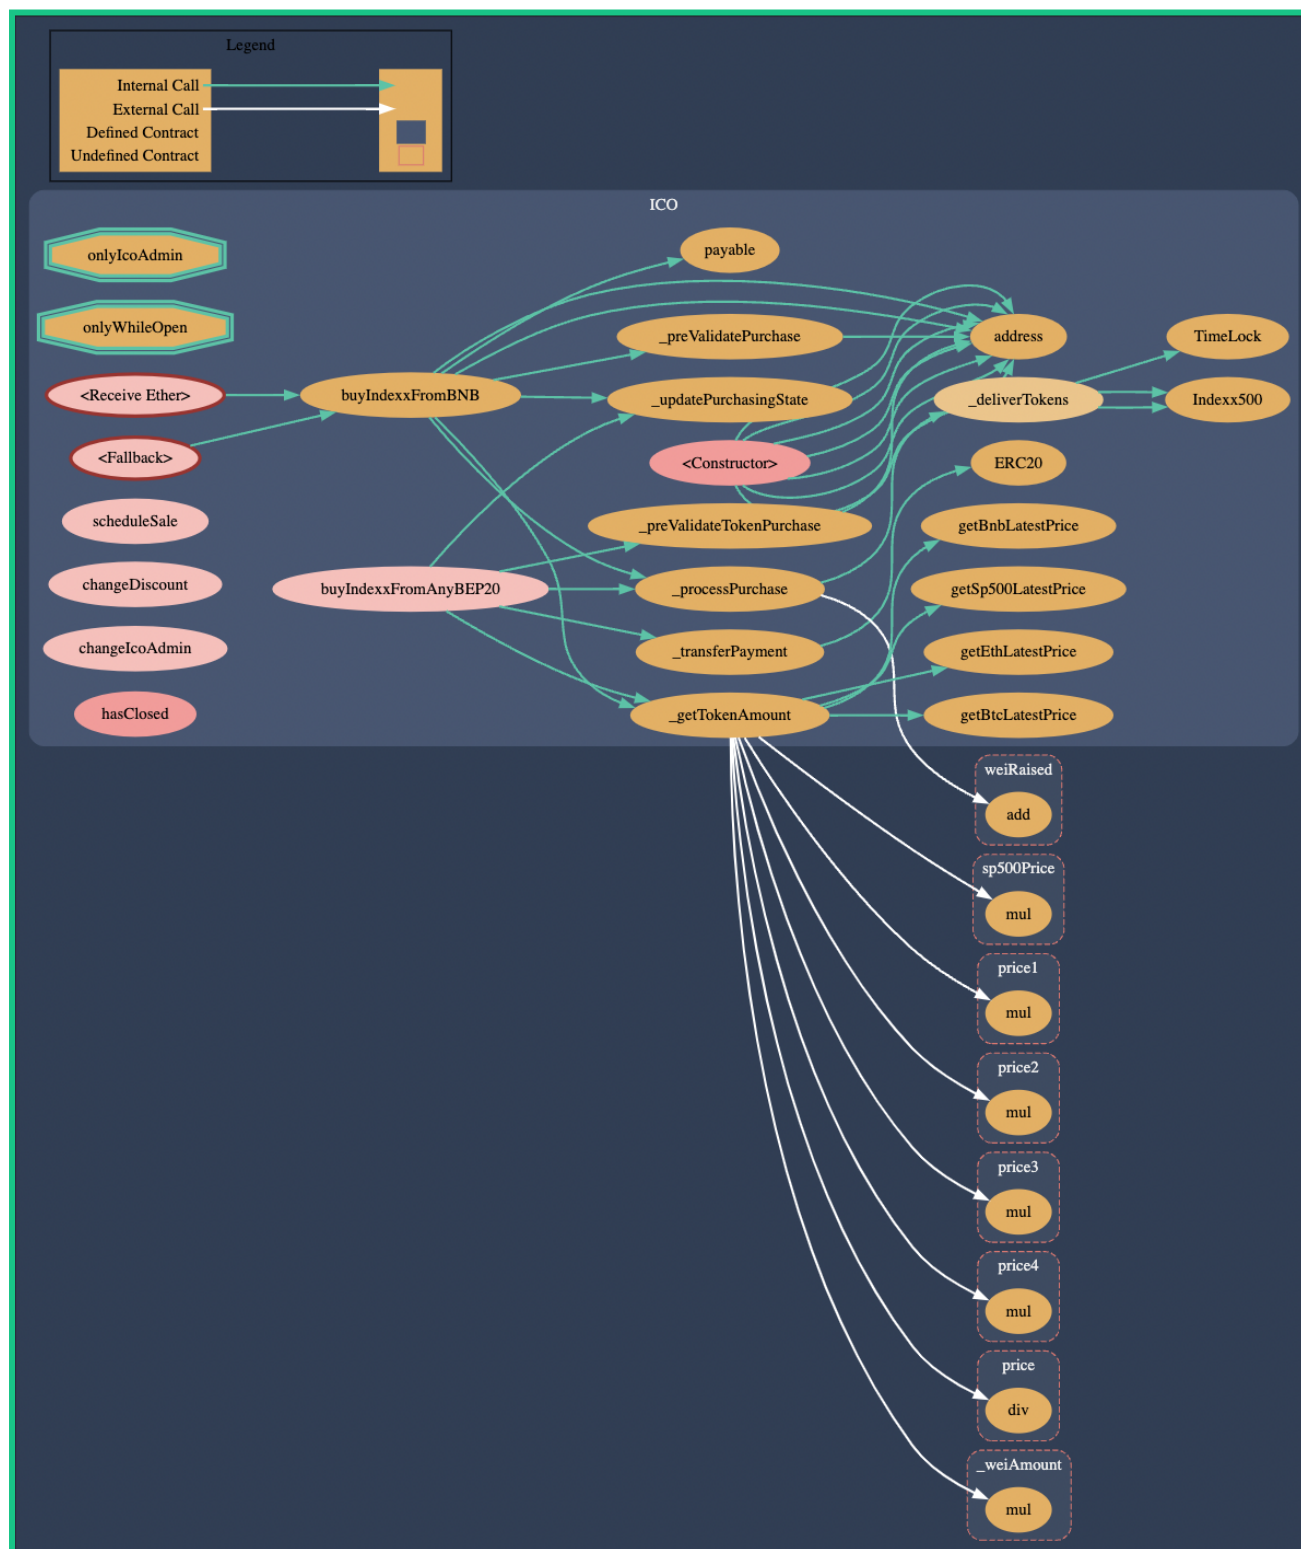 Legend
Internal Call
External Call
Defined Contract
Undefined Contract
ICO
onlyIcoAdmin
onlyWhileOpen
<Receive Ether>
<Fallback>
scheduleSale
changeDiscount
changeIcoAdmin
hasClosed
buyIndexxFromBNB
buyIndexxFromAnyBEP20
payable
_preValidatePurchase
_updatePurchasingState
<Constructor>
_preValidateTokenPurchase
_processPurchase
_transferPayment
_getTokenAmount
address
_deliverTokens
ERC20
getBnbLatestPrice
getSp500LatestPrice
getEthLatestPrice
getBtcLatestPrice
TimeLock
Indexx500
weiRaised
add
sp500Price
mul
price1
mul
price2
mul
price3
mul
price4
mul
price
div
_weiAmount
mul